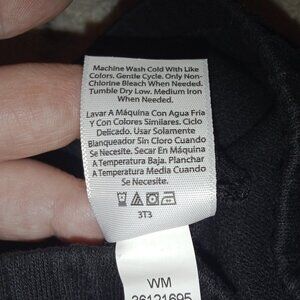 Machine Wash Cold With Like
Colors. Gentle Cycle. Only Non-
Chlorine Bleach When Needed.
Tumble Dry Low. Medium Iron
When Needed.
Lavar A Máquina Con Agua Fria
Y Con Colores Similares. Ciclo
Delicado. Usar Solamente
Blanqueador Sin Cloro Cuando
Se Necesite. Secar En Máquina
A Temperatura Baja. Planchar
A Temperatura Media Cuando
Se Necesite.
3T3
WM
36121695